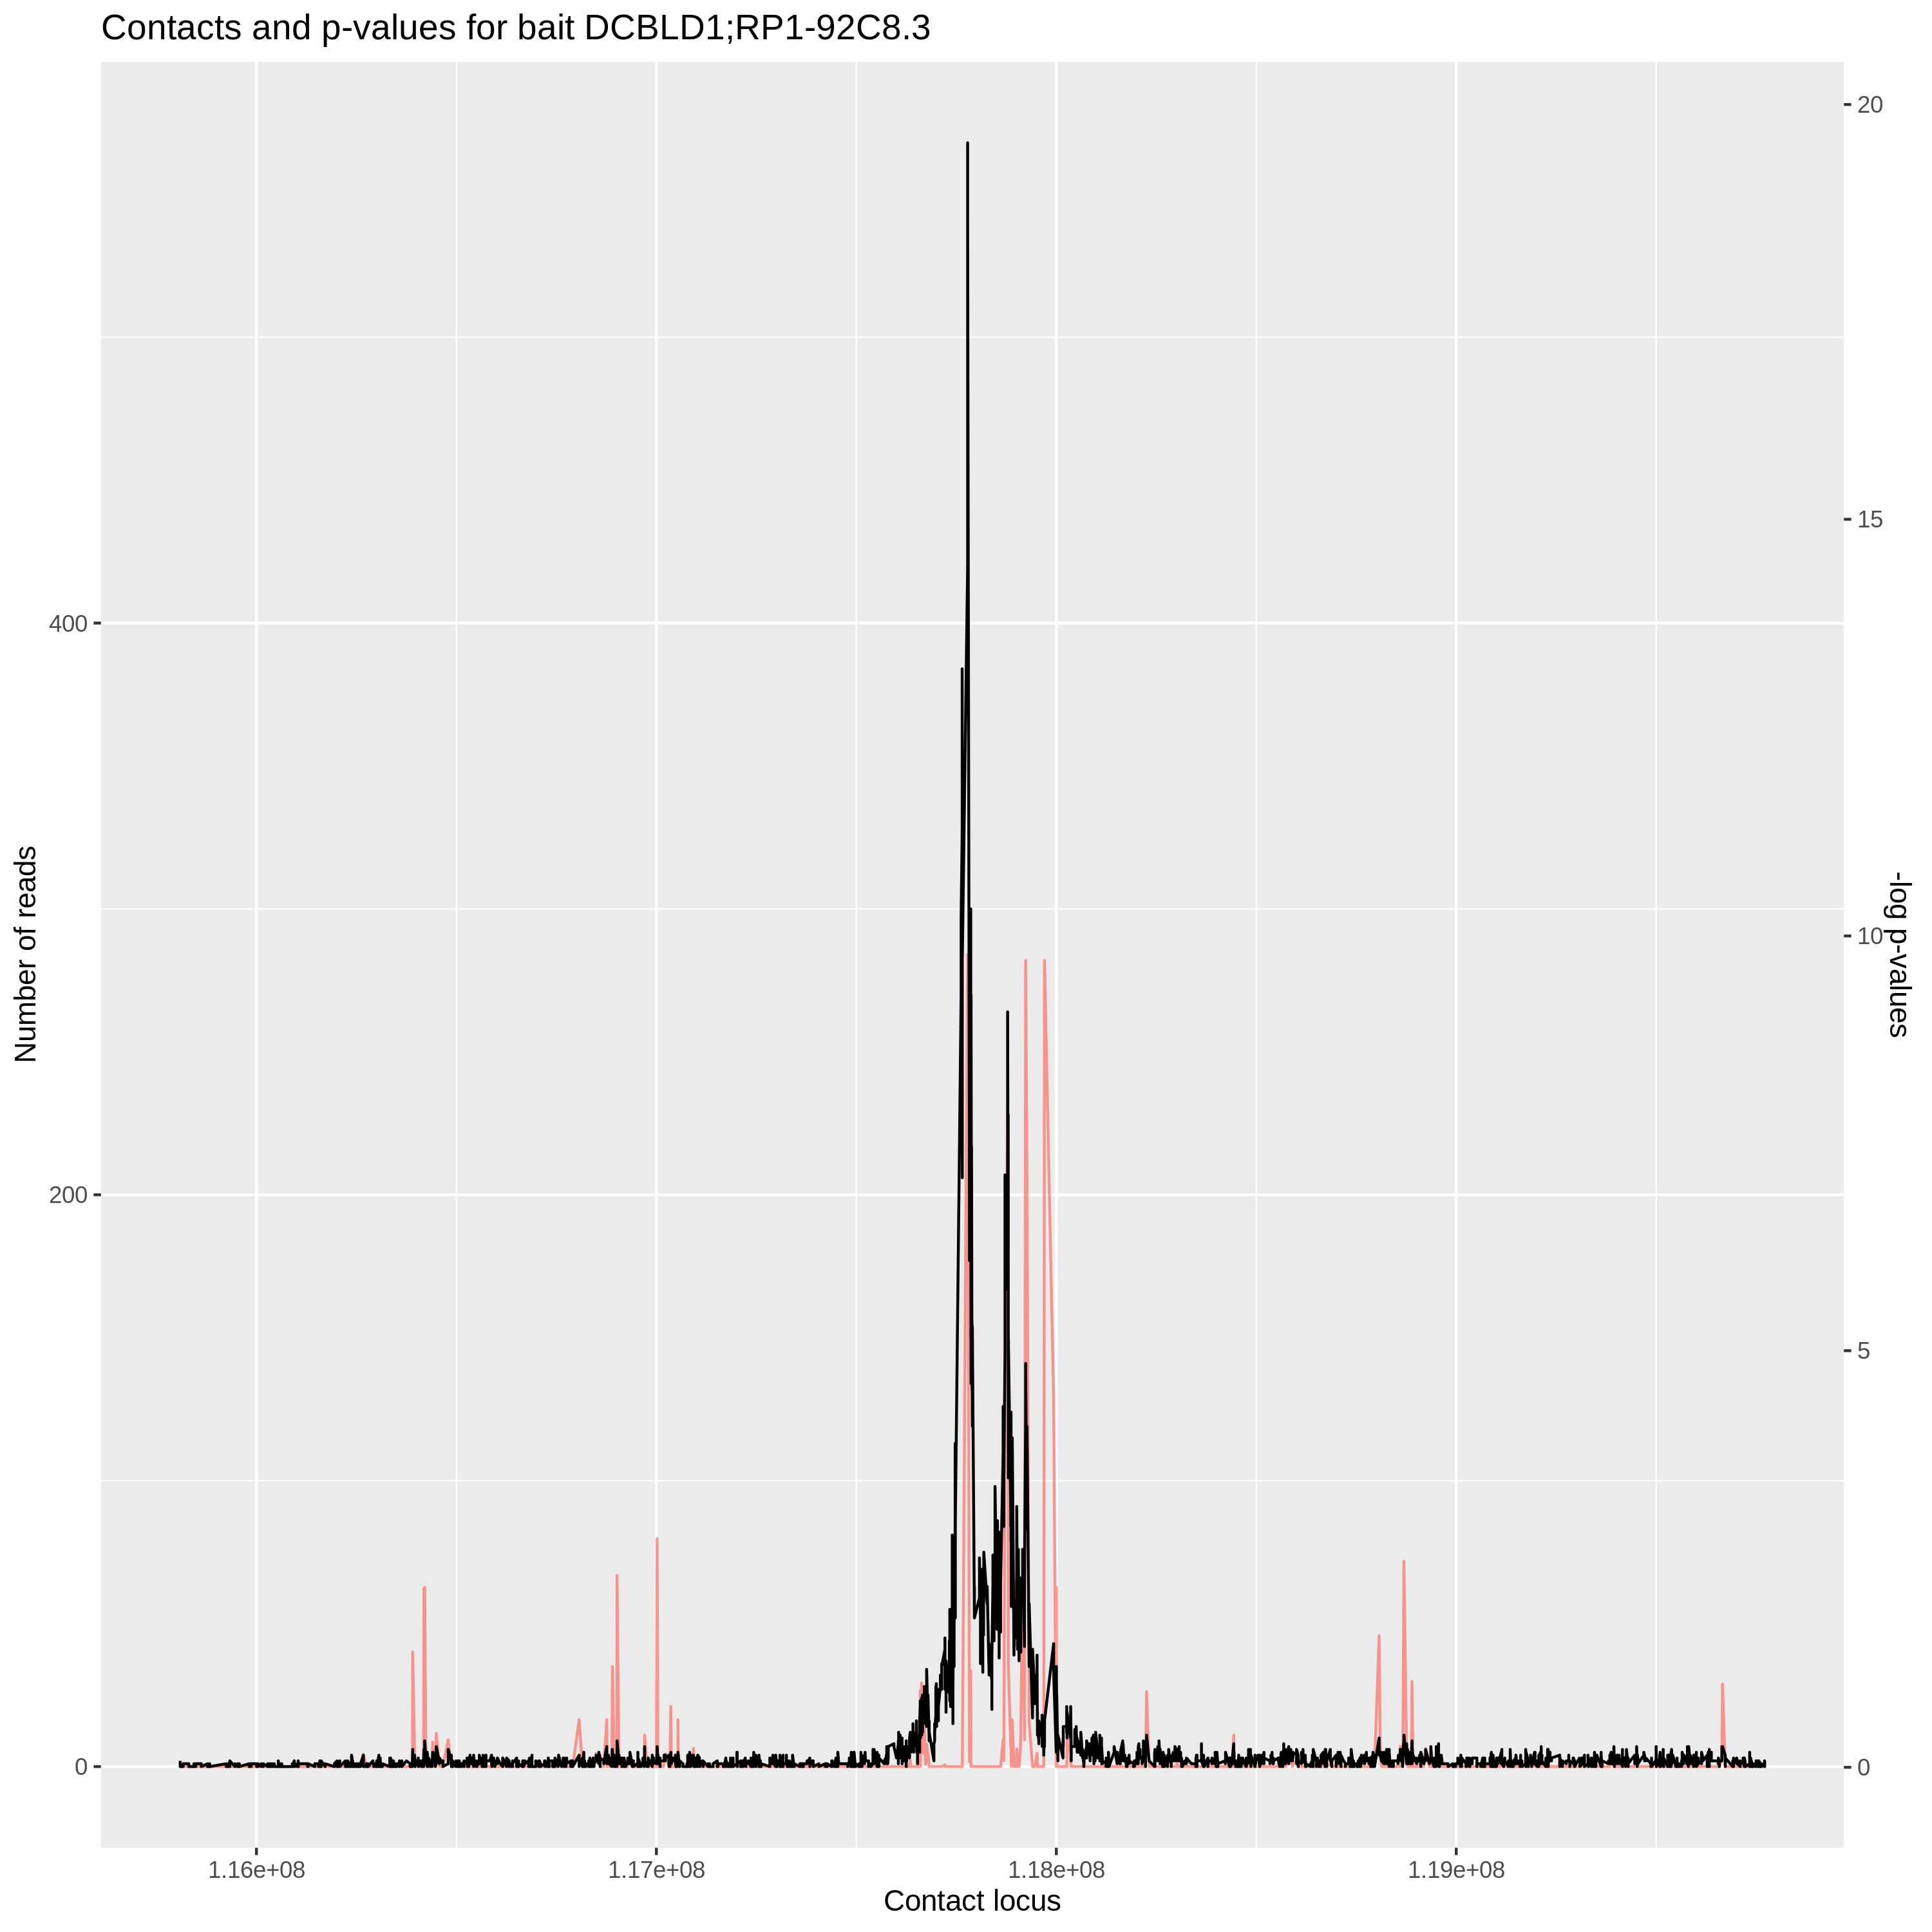 Contacts and p-values for bait DCBLD1;RP1-92C8.3
20
15
400
10
Number of reads
-log p-values
200
5
0
0
1.16e+08
1.17e+08
1.18e+08
1.19e+08
Contact locus